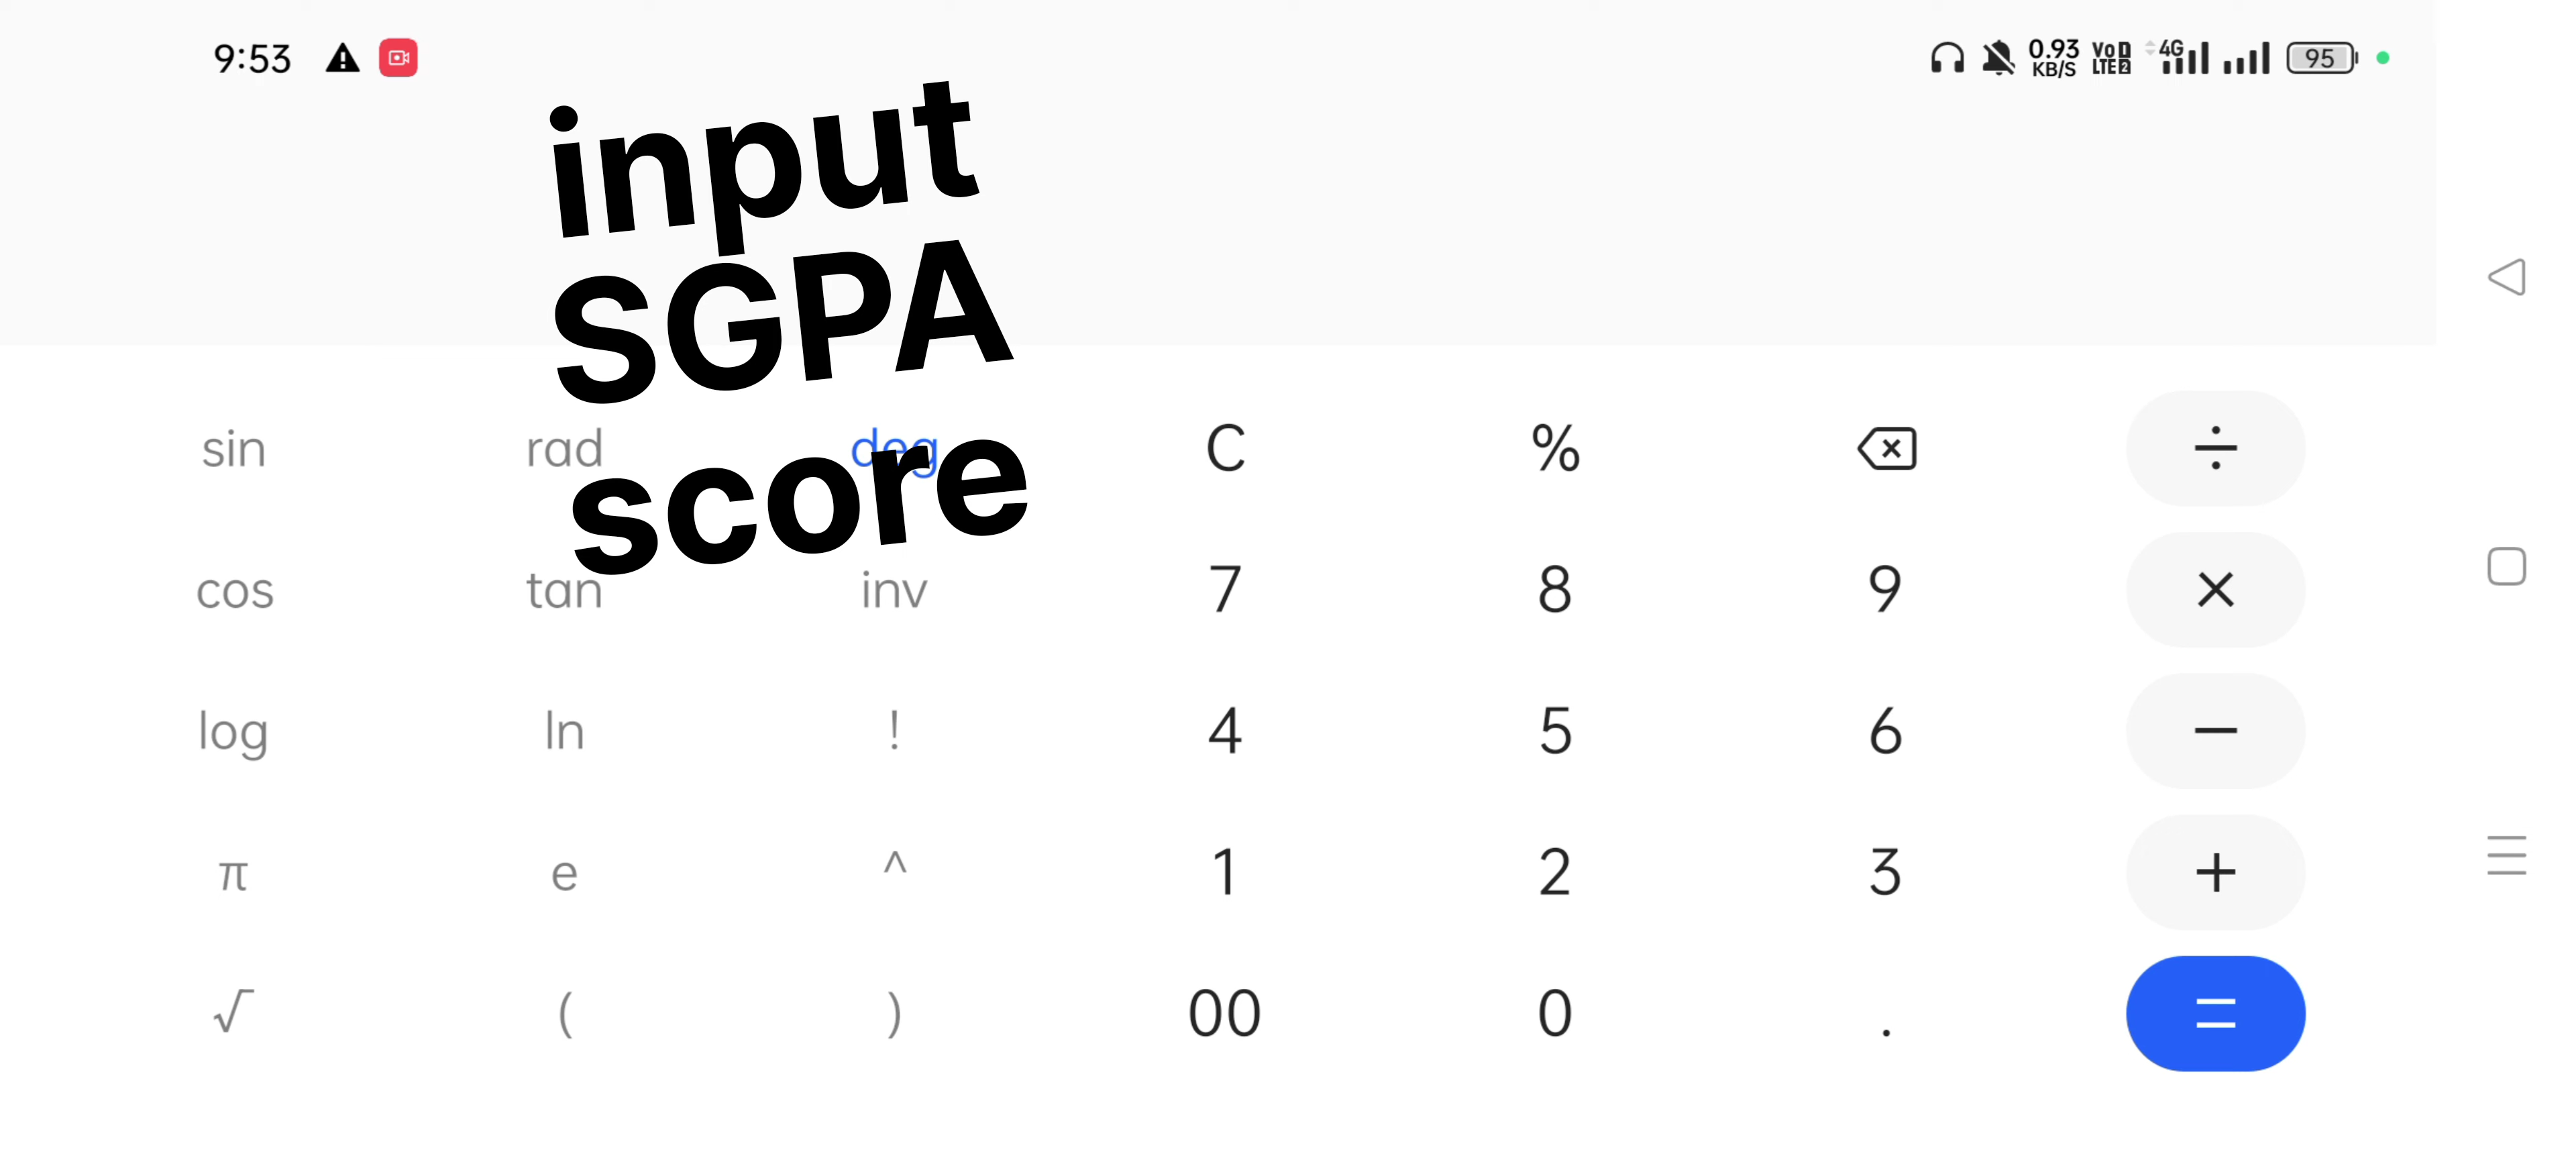 9:53 0.93 KB/S VoD LTE2 4G 95
input
SGPA
score
sin rad deg C % ÷
cos tan inv 7 8 9 ×
log ln ! 4 5 6 −
π e ^ 1 2 3 +
√ ( ) 00 0 . =